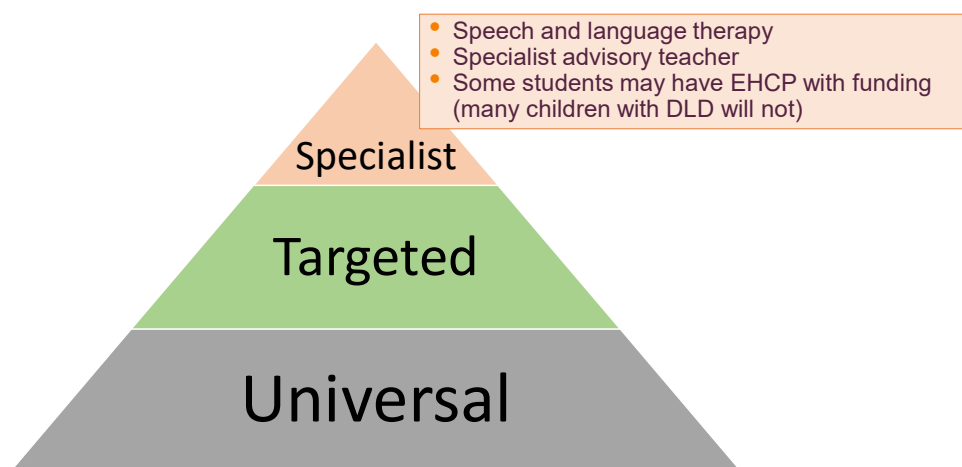 • Speech and language therapy
• Specialist advisory teacher
• Some students may have EHCP with funding
(many children with DLD will not)
Specialist
Targeted
Universal